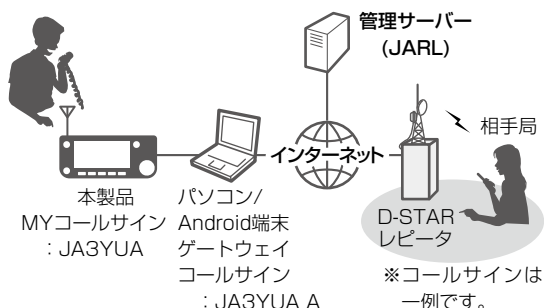 管理サーバー
(JARL)
インターネット
相手局
本製品
MYコールサイン
：JA3YUA
パソコン/
Android端末
ゲートウェイ
コールサイン
：JA3YUA A
D-STAR
レピータ
※コールサインは
一例です。